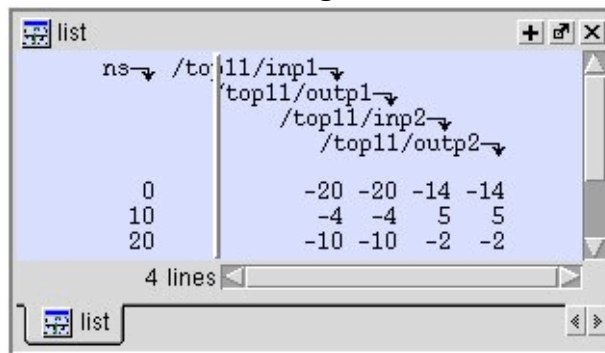 list
ns /top11/inp1
/top11/outp1
/top11/inp2
/top11/outp2
0 -20 -20 -14 -14
10 -4 -4 5 5
20 -10 -10 -2 -2
4 lines
list